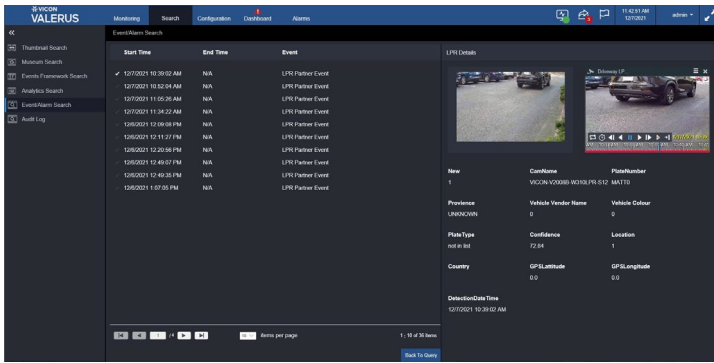 VICON
VALERUS
Monitoring Search Configuration Dashboard Alarms
11:42:51 AM
12/7/2021
admin
Event/Alarm Search
Thumbnail Search
Museum Search
Events Framework Search
Analytics Search
Event/Alarm Search
Audit Log
Start Time End Time Event
12/7/2021 10:39:02 AM N/A LPR Partner Event
12/7/2021 10:52:04 AM N/A LPR Partner Event
12/7/2021 11:05:26 AM N/A LPR Partner Event
12/7/2021 11:34:22 AM N/A LPR Partner Event
12/6/2021 12:09:08 PM N/A LPR Partner Event
12/6/2021 12:11:27 PM N/A LPR Partner Event
12/6/2021 12:20:56 PM N/A LPR Partner Event
12/6/2021 12:49:07 PM N/A LPR Partner Event
12/6/2021 12:49:35 PM N/A LPR Partner Event
12/6/2021 1:07:05 PM N/A LPR Partner Event
LPR Details
Driveway LP
New CamName PlateNumber
1 VICON-V2008B-W310LPR-S12 MATT0
Provience Vehicle Vendor Name Vehicle Colour
UNKNOWN 0 0
PlateType Confidence Location
not in list 72.84 1
Country GPSLattitude GPSLongitude
0.0 0.0
DetectionDateTime
12/7/2021 10:39:02 AM
1 /4 items per page 1 - 10 of 36 Items
Back To Query